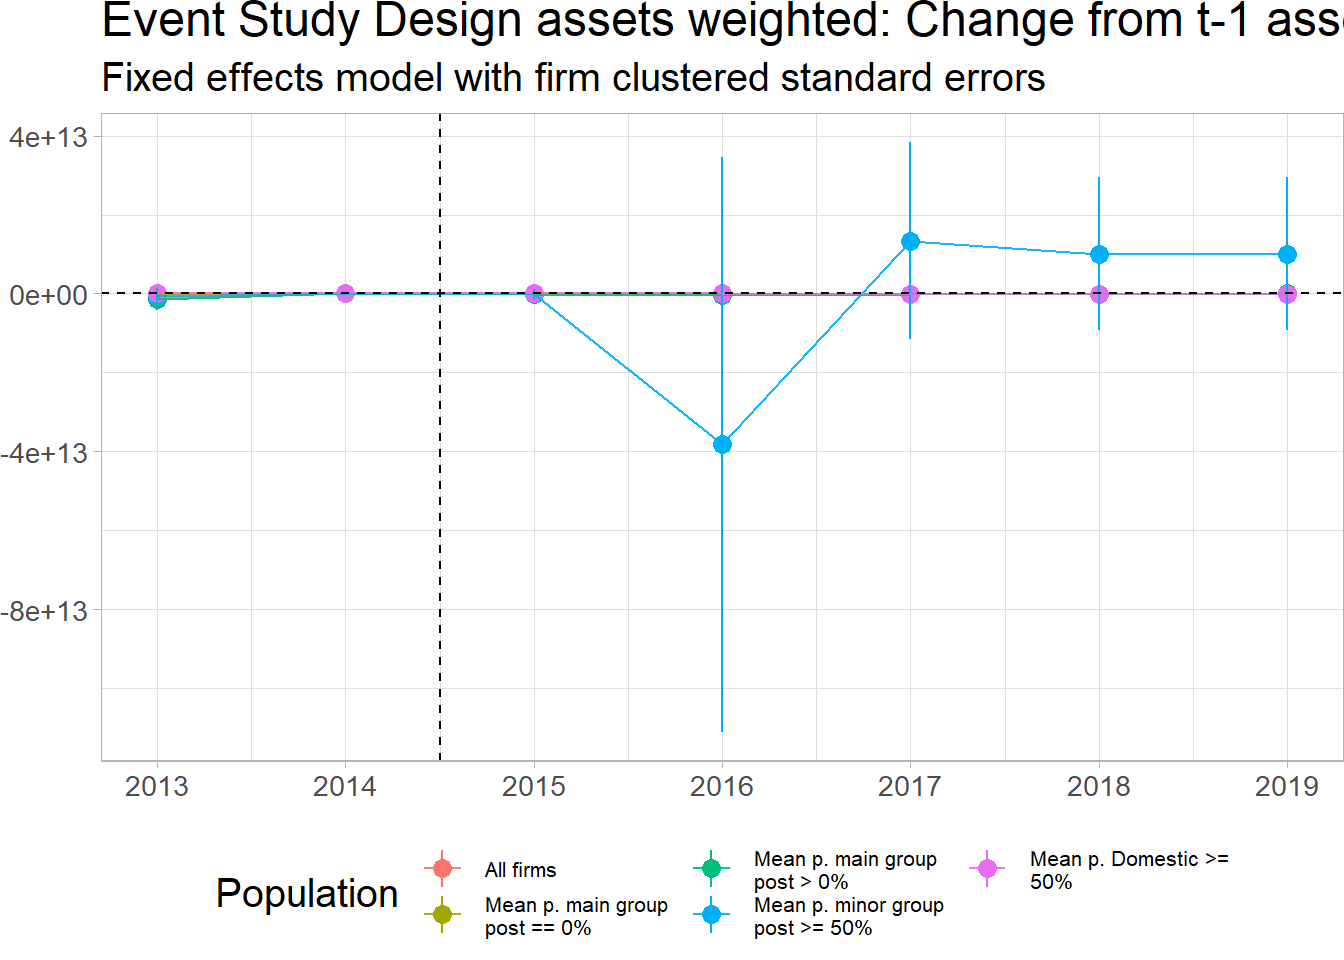 Event Study Design assets weighted: Change from t-1
Fixed effects model with firm clustered standard errors
4e+13
0e+00
-4e+13
-8e+13
2013 2014 2015 2016 2017 2018 2019
Population
All firms
Mean p. main group
post == 0%
Mean p. main group
post > 0%
Mean p. minor group
post >= 50%
Mean p. Domestic >=
50%